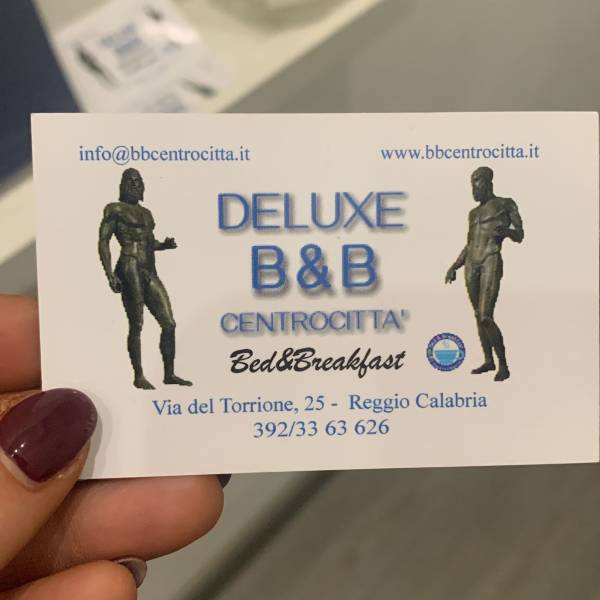 info@bbcentrocitta.it www.bbcentrocitta.it
DELUXE
B&B
CENTROCITTA'
Bed&Breakfast
Via del Torrione, 25 - Reggio Calabria
392/33 63 626
DELUXE
B&B